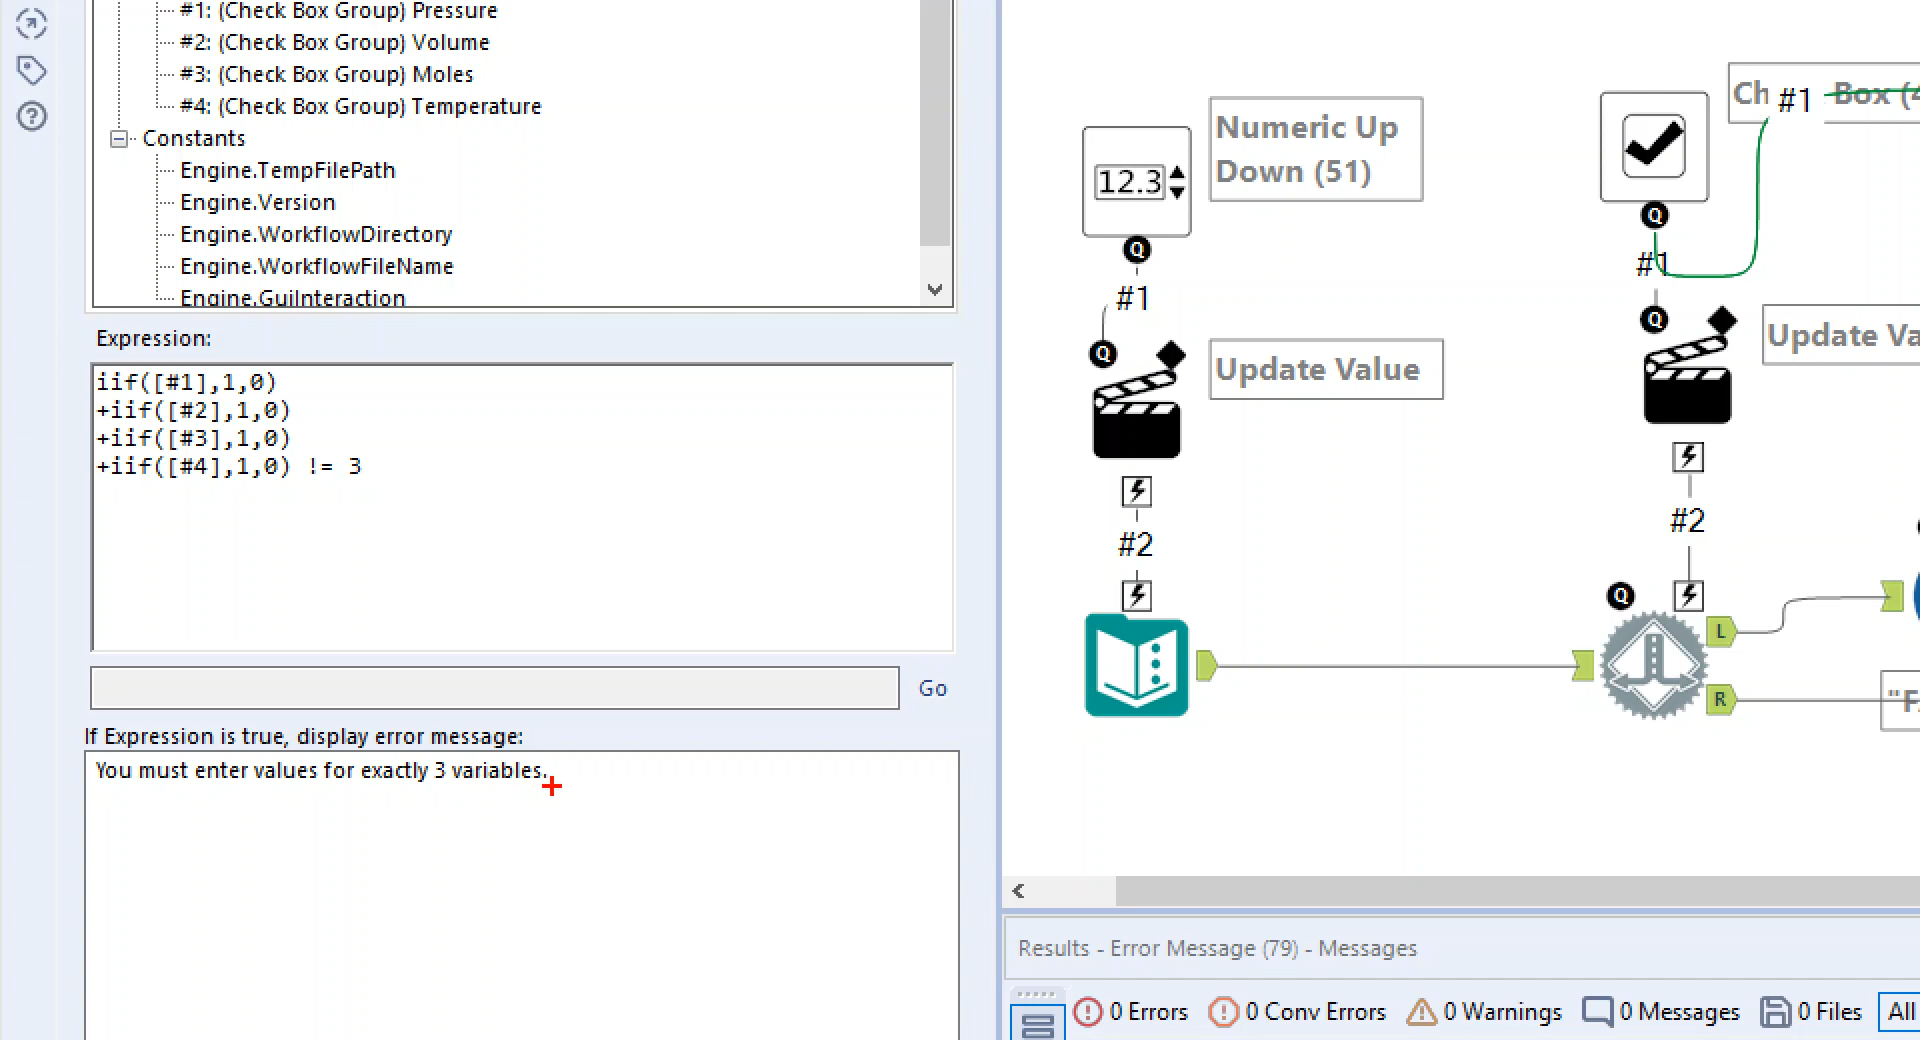 #1: (Check Box Group) Pressure
#2: (Check Box Group) Volume
#3: (Check Box Group) Moles
#4: (Check Box Group) Temperature
Constants
Engine.TempFilePath
Engine.Version
Engine.WorkflowDirectory
Engine.WorkflowFileName
Engine.GuiInteraction
Expression:
iif([#1],1,0)
+iif([#2],1,0)
+iif([#3],1,0)
+iif([#4],1,0) != 3
Go
If Expression is true, display error message:
You must enter values for exactly 3 variables.
12.3
Numeric Up
Down (51)
Q
#1
Q
Update Value
#2
#1
Box (4
Q
#1
Q
Update Va
#2
Q
L
R
"F
Results - Error Message (79) - Messages
0 Errors
0 Conv Errors
0 Warnings
0 Messages
0 Files
All